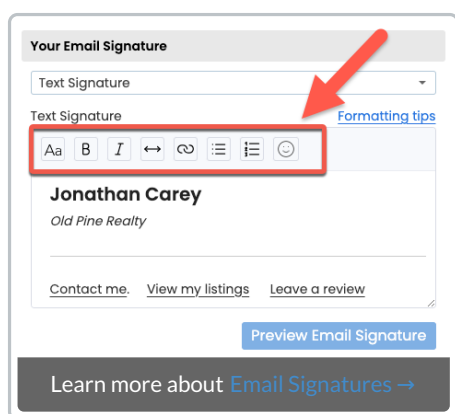 Your Email Signature
Text Signature
Text Signature Formatting tips
Aa B I
Jonathan Carey
Old Pine Realty
Contact me. View my listings Leave a review
Preview Email Signature
Learn more about Email Signatures →